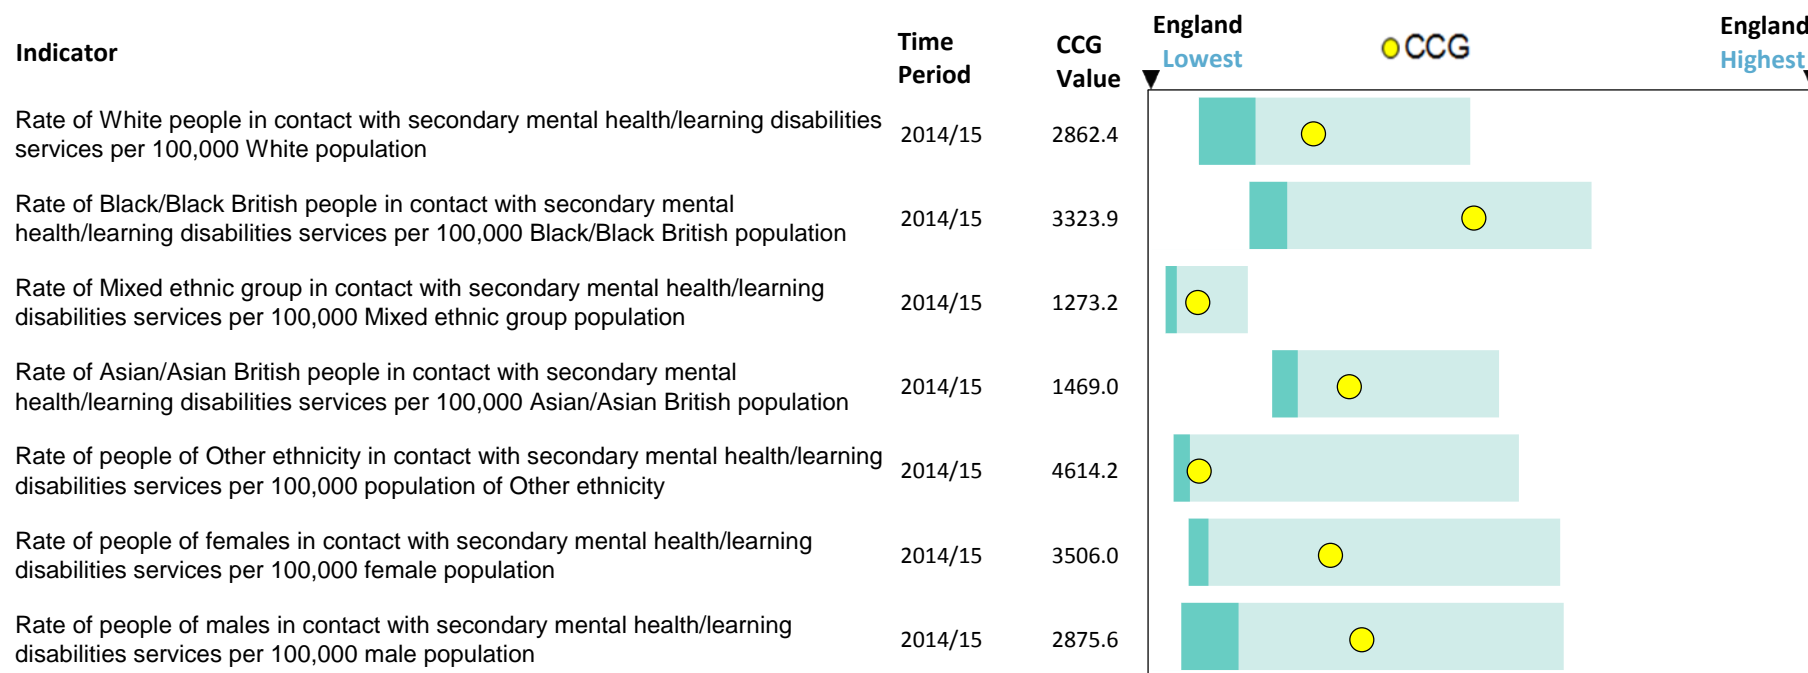 Indicator
Time
Period
CCG
Value
England
Lowest
CCG
England
Highest
Rate of White people in contact with secondary mental health/learning disabilities
services per 100,000 White population
2014/15
2862.4
Rate of Black/Black British people in contact with secondary mental
health/learning disabilities services per 100,000 Black/Black British population
2014/15
3323.9
Rate of Mixed ethnic group in contact with secondary mental health/learning
disabilities services per 100,000 Mixed ethnic group population
2014/15
1273.2
Rate of Asian/Asian British people in contact with secondary mental
health/learning disabilities services per 100,000 Asian/Asian British population
2014/15
1469.0
Rate of people of Other ethnicity in contact with secondary mental health/learning
disabilities services per 100,000 population of Other ethnicity
2014/15
4614.2
Rate of people of females in contact with secondary mental health/learning
disabilities services per 100,000 female population
2014/15
3506.0
Rate of people of males in contact with secondary mental health/learning
disabilities services per 100,000 male population
2014/15
2875.6